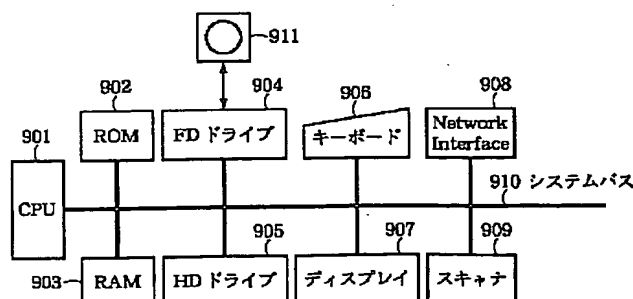 911
902
904
906
908
901
ROM
FD ドライブ
キーボード
Network
Interface
910 システムバス
CPU
905
907
909
903
RAM
HD ドライブ
ディスプレイ
スキャナ